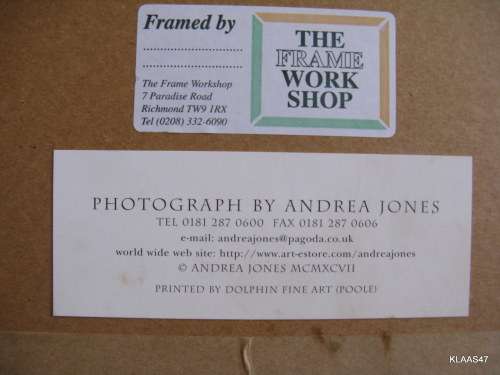 Framed by
The Frame Workshop
7 Paradise Road
Richmond TW9 1RX
Tel (0208) 332-6090
THE
FRAME
WORK
SHOP
PHOTOGRAPH BY ANDREA JONES
TEL 0181 287 0600 FAX 0181 287 0606
e-mail: andreajones@pagoda.co.uk
world wide web site: http://www.art-estore.com/andreajones
© ANDREA JONES MCMXCVII
PRINTED BY DOLPHIN FINE ART (POOLE)
KLAAS47